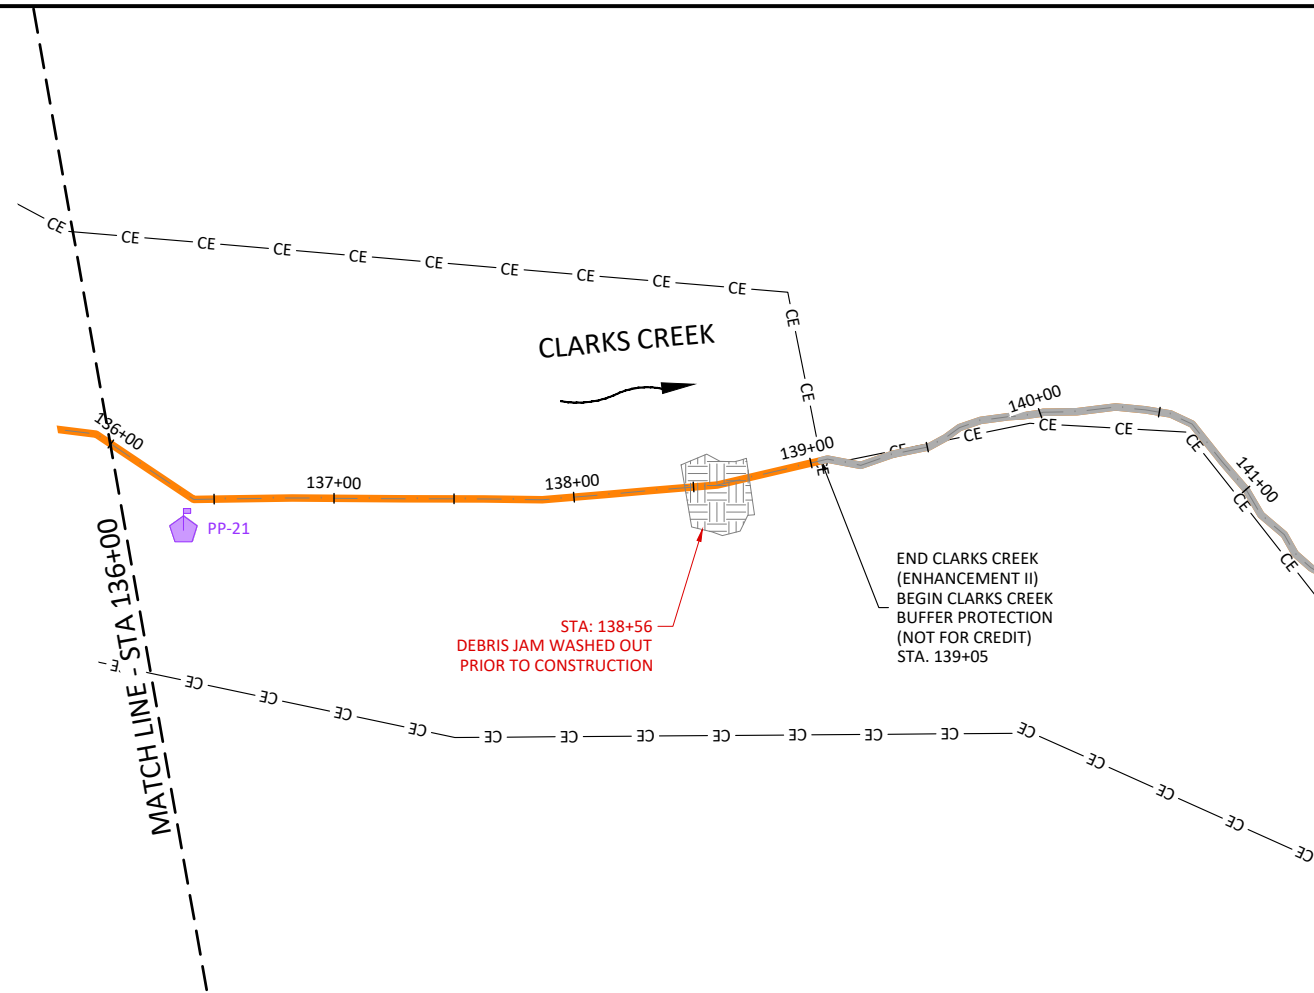 CE CE CE CE CE CE CE CE CE CE
CE
CE
CE
CLARKS CREEK
136+00
137+00
138+00
139+00
140+00
141+00
CE CE CE CE CE CE CE
PP-21
MATCH LINE - STA 136+00
STA: 138+56
DEBRIS JAM WASHED OUT
PRIOR TO CONSTRUCTION
END CLARKS CREEK
(ENHANCEMENT II)
BEGIN CLARKS CREEK
BUFFER PROTECTION
(NOT FOR CREDIT)
STA. 139+05
E CE CE CE CE CE CE CE CE CE CE CE CE CE CE CE CE